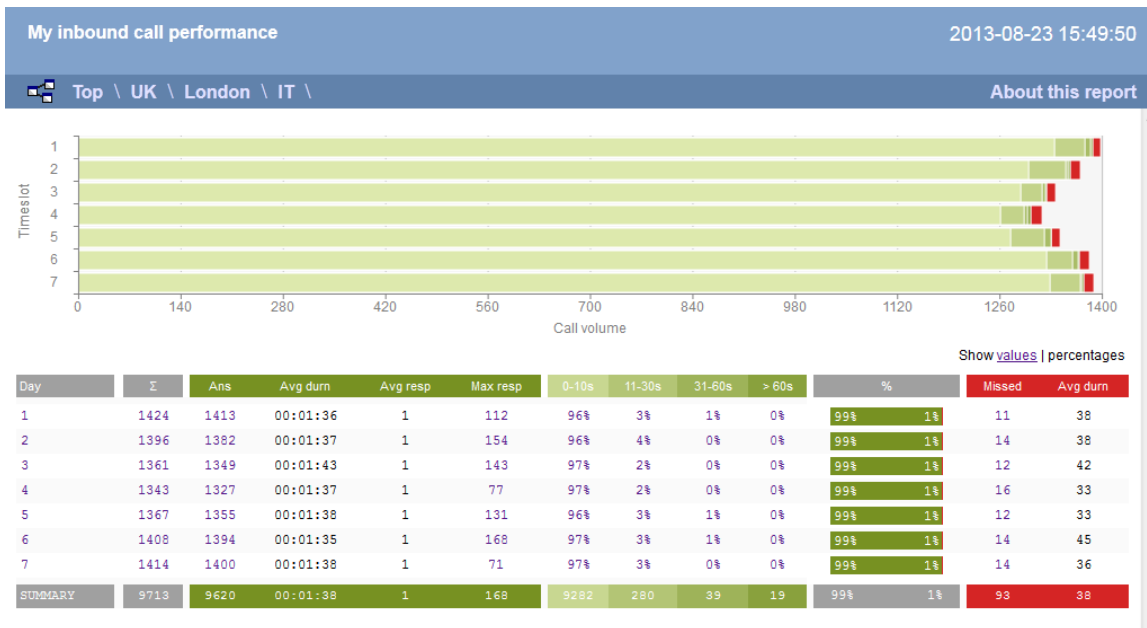 My inbound call performance 2013-08-23 15:49:50
Top \ UK \ London \ IT \ About this report
Timeslot
1
2
3
4
5
6
7
0 140 280 420 560 700 840 980 1120 1260 1400
Call volume
Show values | percentages
Day Σ Ans Avg durn Avg resp Max resp 0-10s 11-30s 31-60s > 60s % Missed Avg durn
1 1424 1413 00:01:36 1 112 96% 3% 1% 0% 99% 1% 11 38
2 1396 1382 00:01:37 1 154 96% 4% 0% 0% 99% 1% 14 38
3 1361 1349 00:01:43 1 143 97% 2% 0% 0% 99% 1% 12 42
4 1343 1327 00:01:37 1 77 97% 2% 0% 0% 99% 1% 16 33
5 1367 1355 00:01:38 1 131 96% 3% 1% 0% 99% 1% 12 33
6 1408 1394 00:01:35 1 168 97% 3% 1% 0% 99% 1% 14 45
7 1414 1400 00:01:38 1 71 97% 3% 0% 0% 99% 1% 14 36
SUMMARY 9713 9620 00:01:38 1 168 9282 280 39 19 99% 1% 93 38